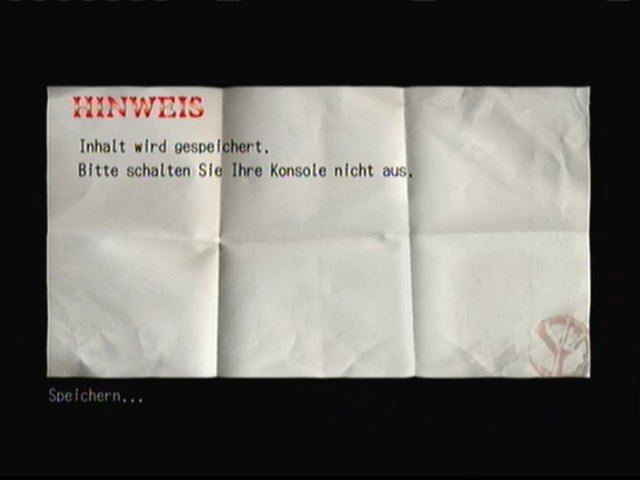 HINWEIS
Inhalt wird gespeichert.
Bitte schalten Sie Ihre Konsole nicht aus.
Speichern...